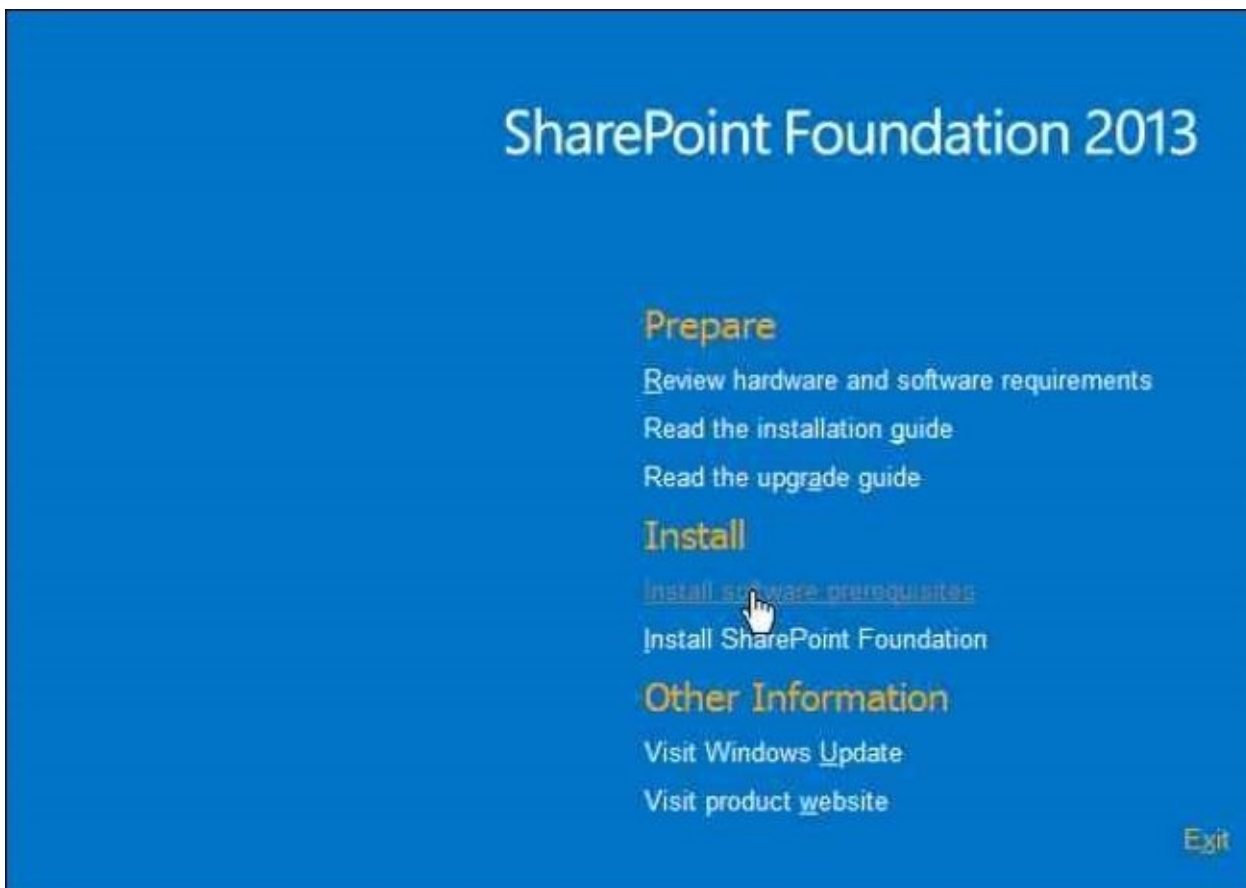 SharePoint Foundation 2013
Prepare
Review hardware and software requirements
Read the installation guide
Read the upgrade guide
Install
Install software prerequisites
Install SharePoint Foundation
Other Information
Visit Windows Update
Visit product website
Exit